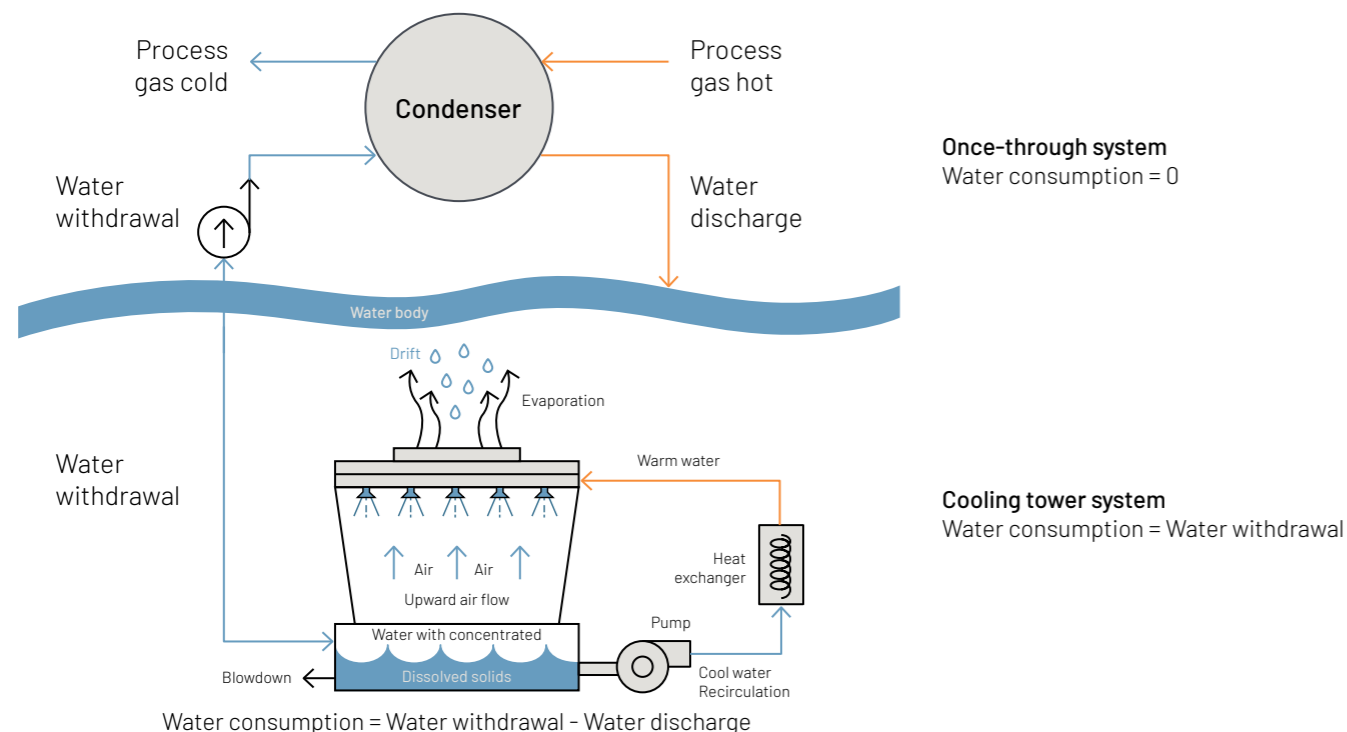 Process
gas cold
Condenser
Process
gas hot
Once-through system
Water consumption = 0
Water
withdrawal
Water
discharge
Water body
Drift
Evaporation
Water
withdrawal
Warm water
Cooling tower system
Water consumption = Water withdrawal
Heat
exchanger
Air
Air
Upward air flow
Pump
Water with concentrated
Dissolved solids
Blowdown
Cool water
Recirculation
Water consumption = Water withdrawal - Water discharge